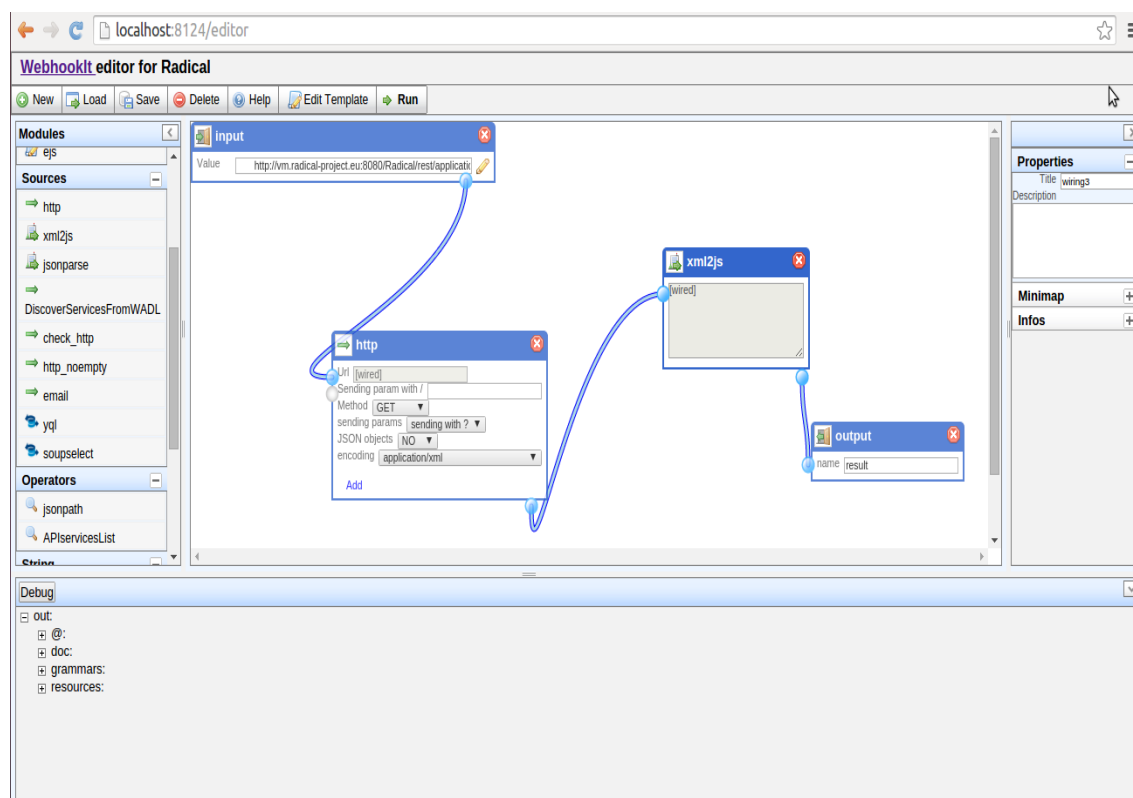 localhost:8124/editor
WebhookIt editor for Radical
New Load Save Delete Help Edit Template Run
Modules
ejs
Sources
http
xml2js
jsonparse
DiscoverServicesFromWADL
check_http
http_noempty
email
yql
soupselect
Operators
jsonpath
APIservicesList
String
input
Value http://vm.radical-project.eu:8080/Radical/rest/applicatic
http
Url [wired]
Sending param with /
Method GET
sending params sending with ?
JSON objects NO
encoding application/xml
Add
xml2js
[wired]
output
name result
Properties
Title wiring3
Description
Minimap
Infos
Debug
out:
@:
doc:
grammars:
resources: